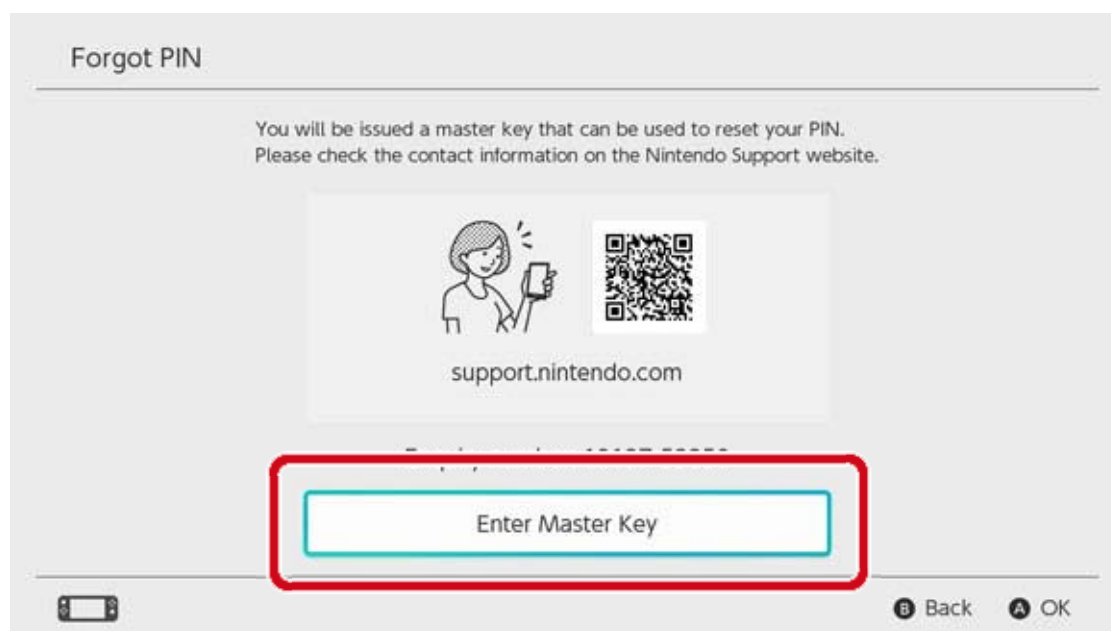 Forgot PIN
You will be issued a master key that can be used to reset your PIN.
Please check the contact information on the Nintendo Support website.
support.nintendo.com
Enter Master Key
B Back A OK